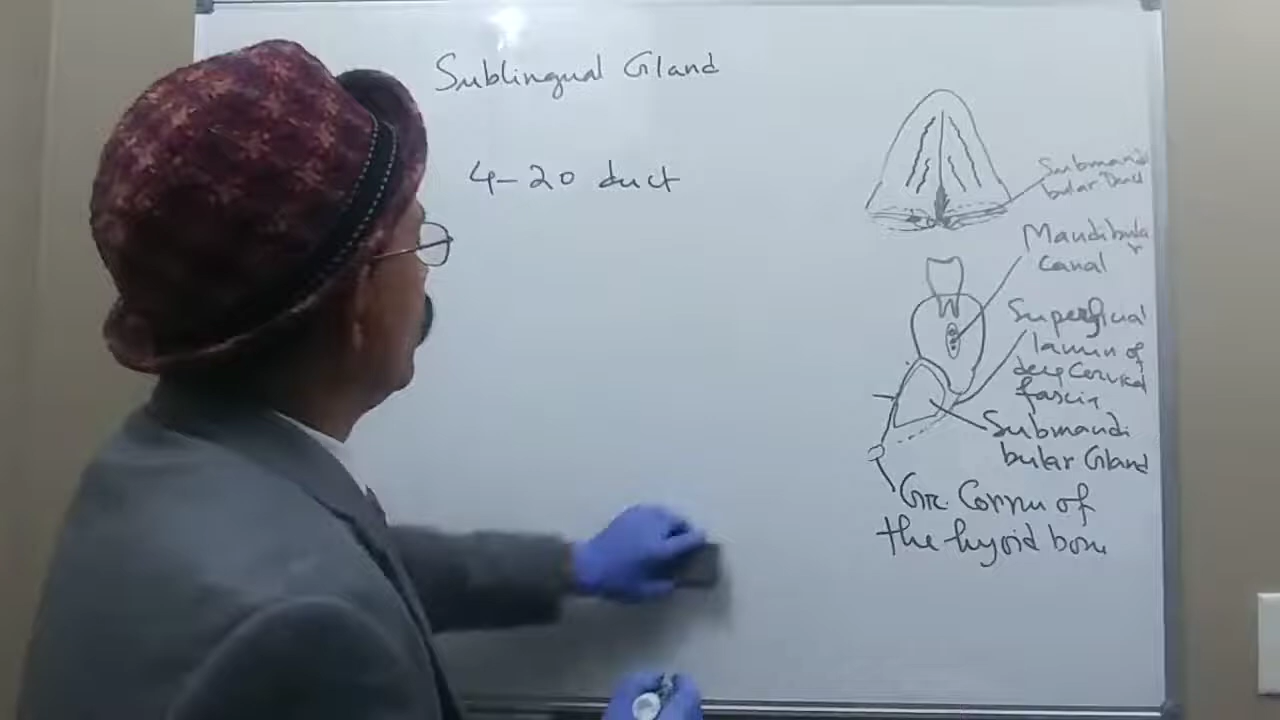 Sublingual Gland
4-20 duct
Submandi
bular Duct
Mandibular
canal
Superficial
lamin of
deep Cervical
fascia
Submandi
bular Gland
Gr. Cornu of
the hyoid bone